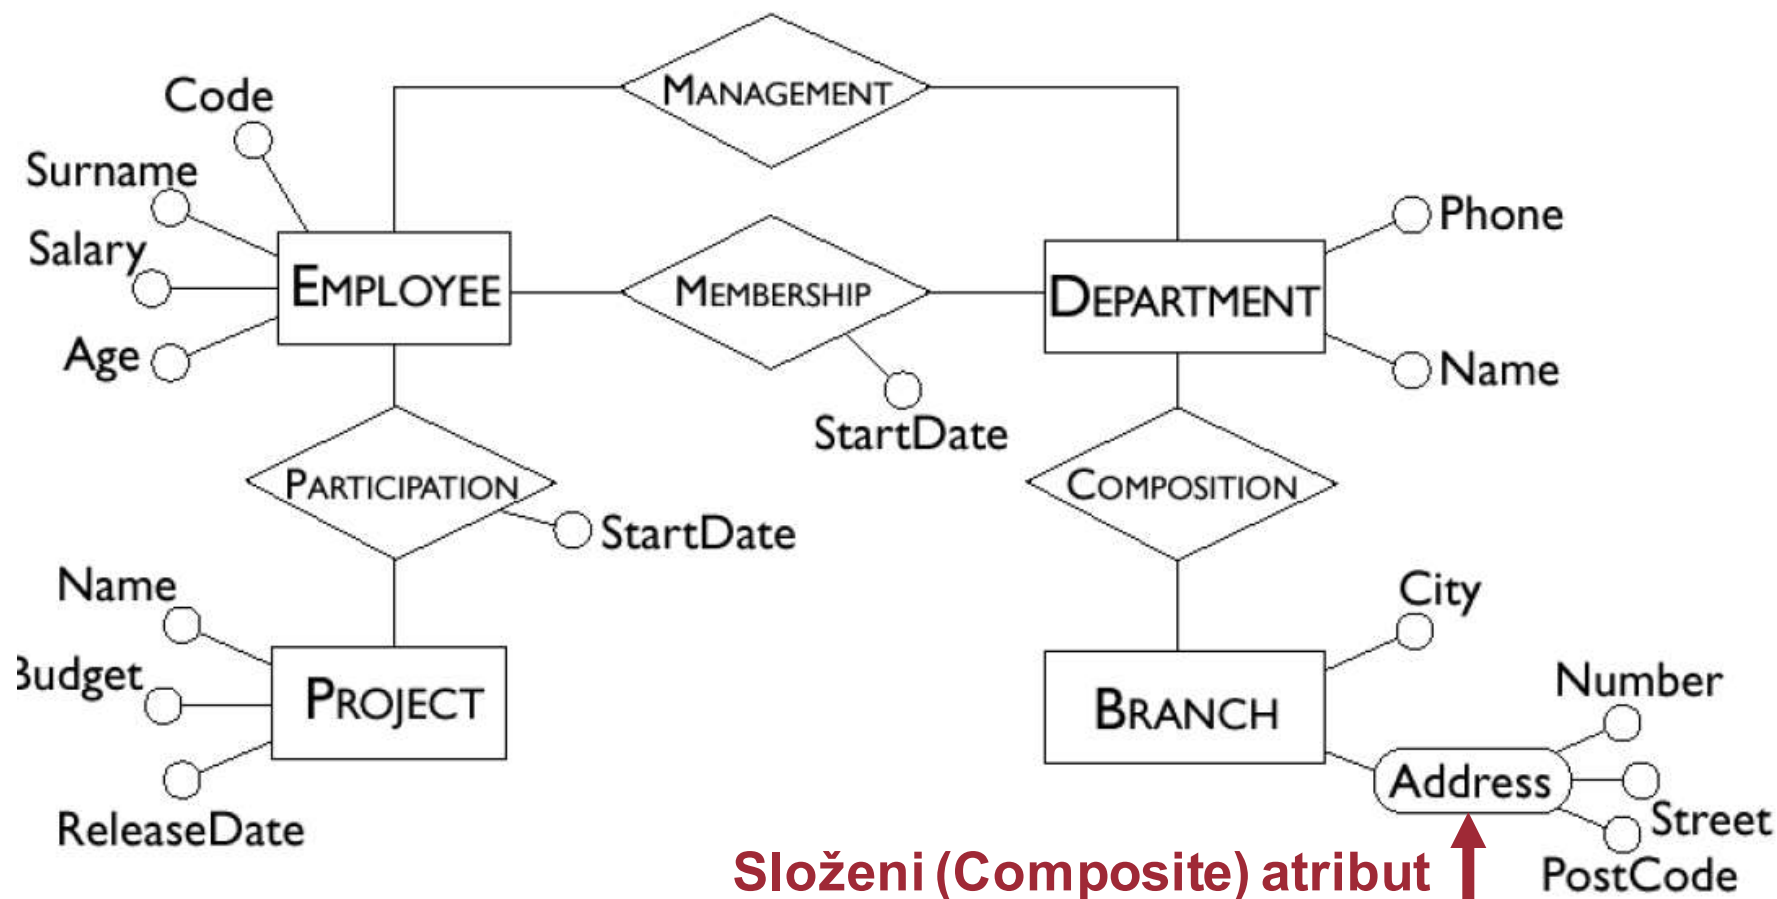 MANAGEMENT
Code
Surname
Phone
Salary
EMPLOYEE
MEMBERSHIP
DEPARTMENT
Age
Name
StartDate
PARTICIPATION
COMPOSITION
StartDate
Name
City
Budget
PROJECT
BRANCH
Number
Address
ReleaseDate
Street
Složeni (Composite) atribut
PostCode